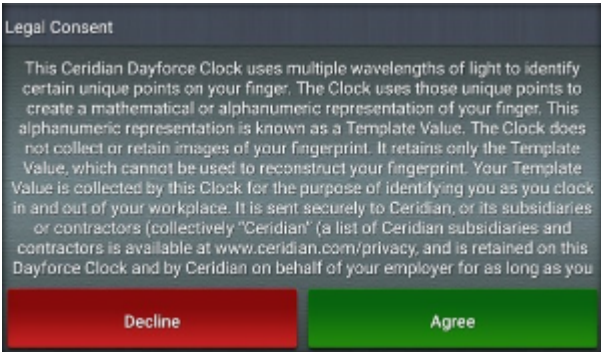 Legal Consent
This Ceridian Dayforce Clock uses multiple wavelengths of light to identify
certain unique points on your finger. The Clock uses those unique points to
create a mathematical or alphanumeric representation of your finger. This
alphanumeric representation is known as a Template Value. The Clock does
not collect or retain images of your fingerprint. It retains only the Template
Value, which cannot be used to reconstruct your fingerprint. Your Template
Value is collected by this Clock for the purpose of identifying you as you clock
in and out of your workplace. It is sent securely to Ceridian, or its subsidiaries
or contractors (collectively "Ceridian" (a list of Ceridian subsidiaries and
contractors is available at www.ceridian.com/privacy, and is retained on this
Dayforce Clock and by Ceridian on behalf of your employer for as long as you
Decline
Agree